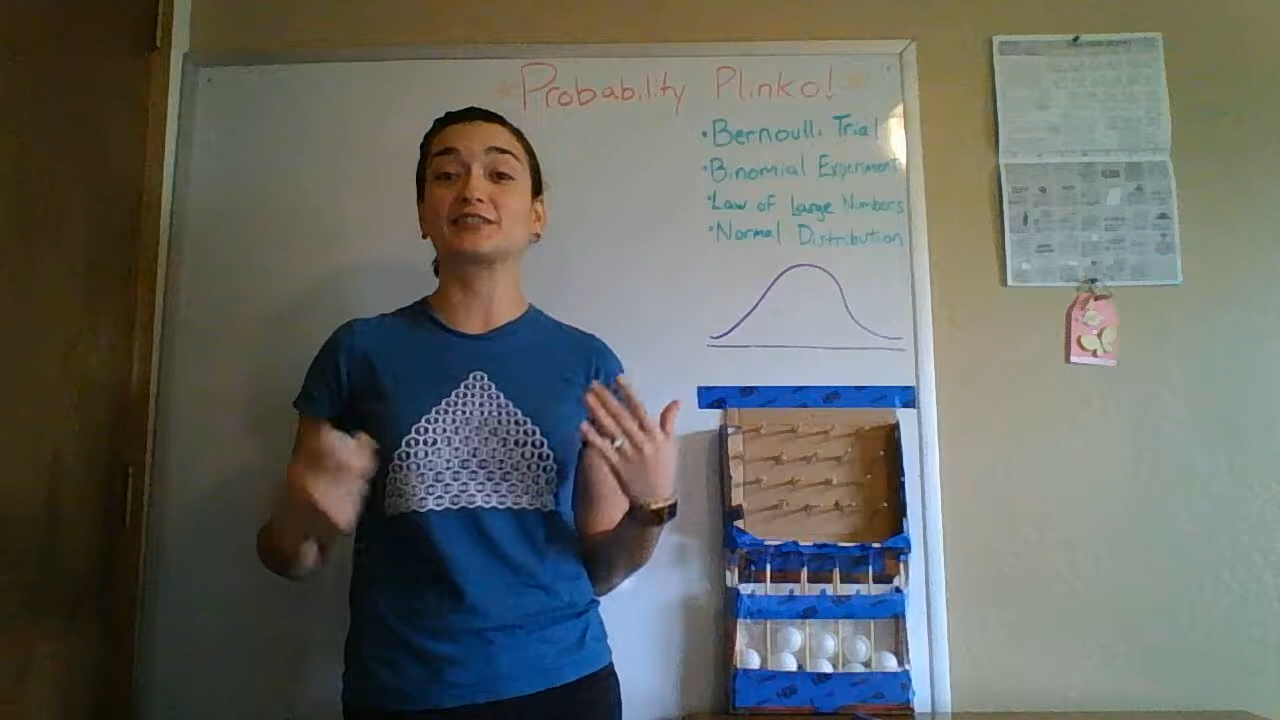 Probability Plinko!
•Bernoulli Trial
•Binomial Experiment
•Law of Large Numbers
•Normal Distribution